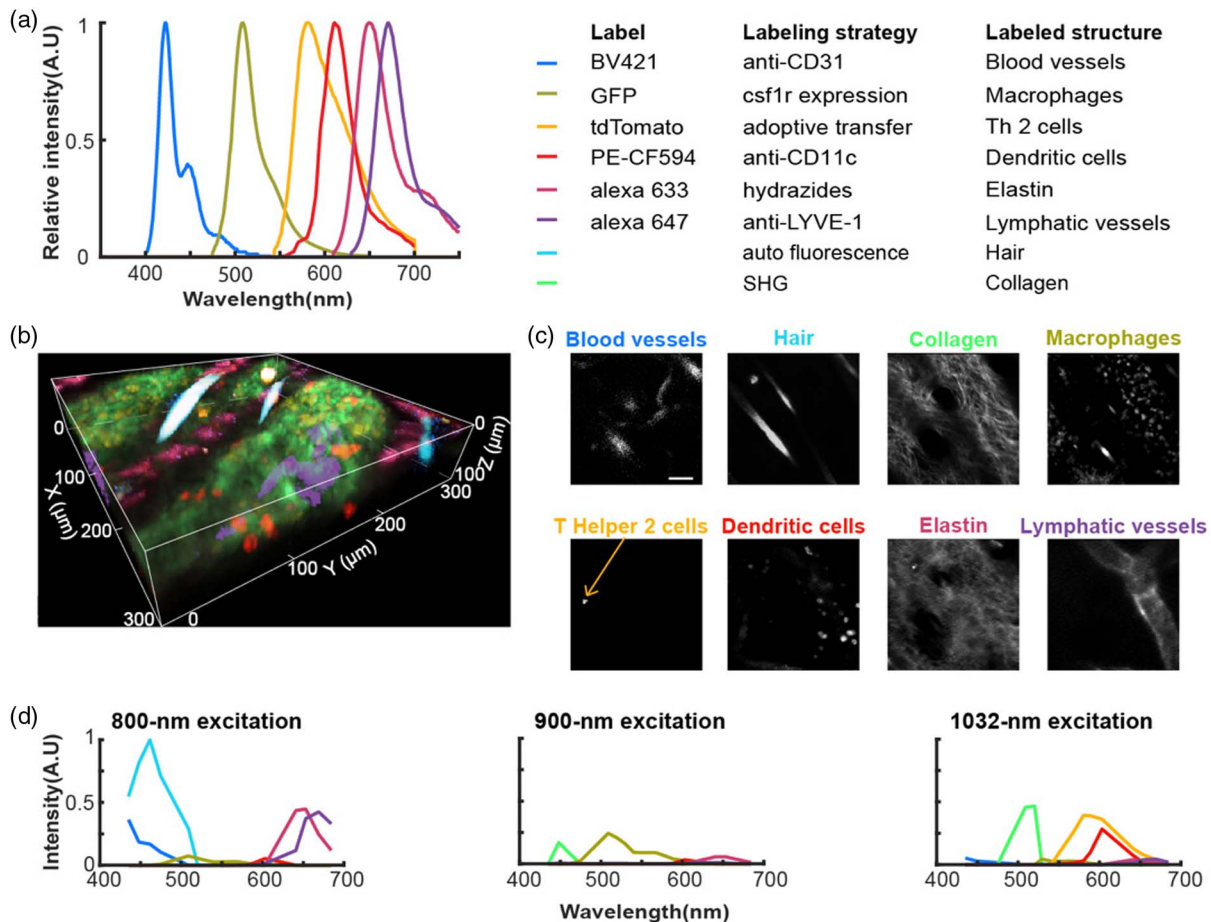 (a)
Relative intensity(A.U)
1
0.5
0
400 500 600 700
Wavelength(nm)
Label Labeling strategy Labeled structure
BV421 anti-CD31 Blood vessels
GFP csf1r expression Macrophages
tdTomato adoptive transfer Th 2 cells
PE-CF594 anti-CD11c Dendritic cells
alexa 633 hydrazides Elastin
alexa 647 anti-LYVE-1 Lymphatic vessels
auto fluorescence Hair
SHG Collagen
(b)
0
100
200
300
X (μm)
0
100
200
300
Y (μm)
0
100
Z (μm)
(c)
Blood vessels Hair Collagen Macrophages
T Helper 2 cells Dendritic cells Elastin Lymphatic vessels
(d)
800-nm excitation 900-nm excitation 1032-nm excitation
Intensity(A.U)
1
0.5
0
400 500 600 700
400 500 600 700
400 500 600 700
Wavelength(nm)